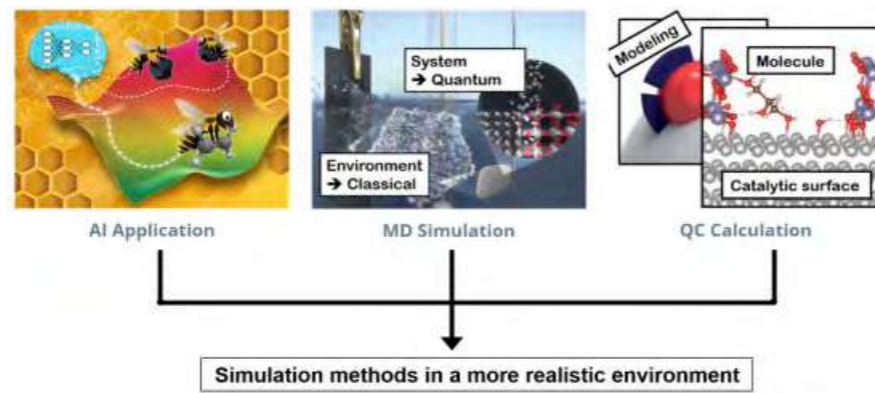 System
➔ Quantum
Environment
➔ Classical
Modeling
Molecule
Catalytic surface
AI Application
MD Simulation
QC Calculation
Simulation methods in a more realistic environment